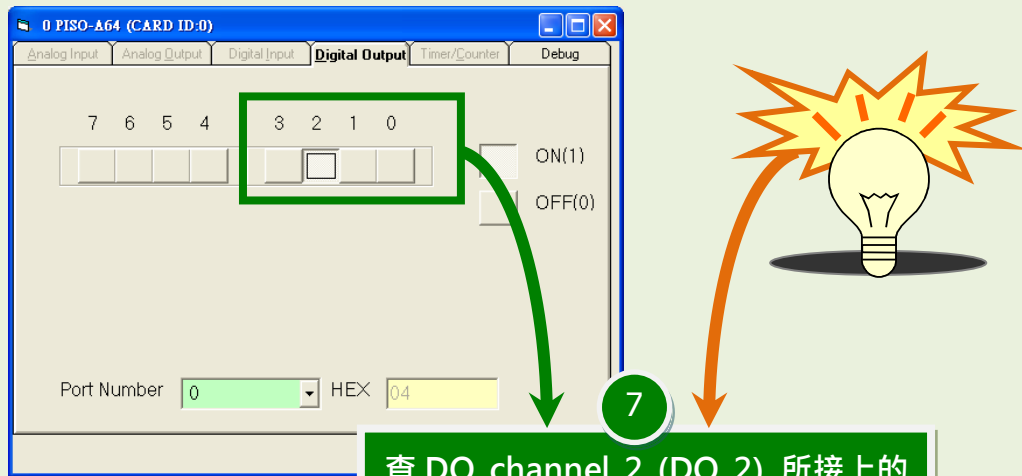 0 PISO-A64 (CARD ID:0)
Analog Input Analog Output Digital Input Digital Output Timer/Counter Debug
7 6 5 4 3 2 1 0
ON(1)
OFF(0)
Port Number 0 HEX 04
7
查 DO channel 2 (DO_2) 所接上的